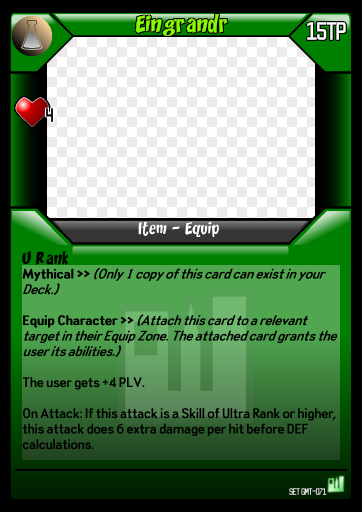 Eingrandr
15TP
4
Item - Equip
U Rank
Mythical >> (Only 1 copy of this card can exist in your
Deck.)
Equip Character >> (Attach this card to a relevant
target in their Equip Zone. The attached card grants the
user its abilities.)
The user gets +4 PLV.
On Attack: If this attack is a Skill of Ultra Rank or higher,
this attack does 6 extra damage per hit before DEF
calculations.
SET GMT-071